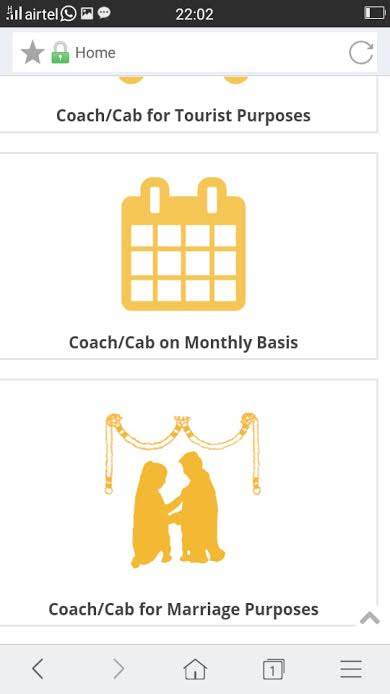 airtel
22:02
Home
Coach/Cab for Tourist Purposes
Coach/Cab on Monthly Basis
Coach/Cab for Marriage Purposes
1